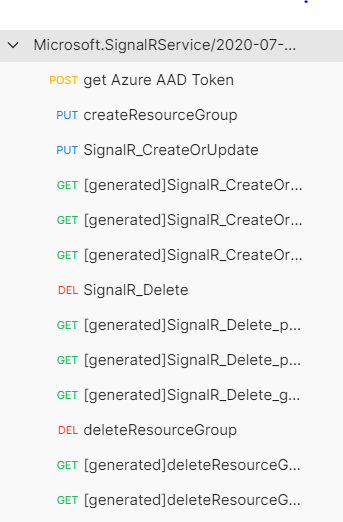 Microsoft.SignalRService/2020-07-...
POST get Azure AAD Token
PUT createResourceGroup
PUT SignalR_CreateOrUpdate
GET [generated]SignalR_CreateOr...
GET [generated]SignalR_CreateOr...
GET [generated]SignalR_CreateOr...
DEL SignalR_Delete
GET [generated]SignalR_Delete_p...
GET [generated]SignalR_Delete_p...
GET [generated]SignalR_Delete_g...
DEL deleteResourceGroup
GET [generated]deleteResourceG...
GET [generated]deleteResourceG...